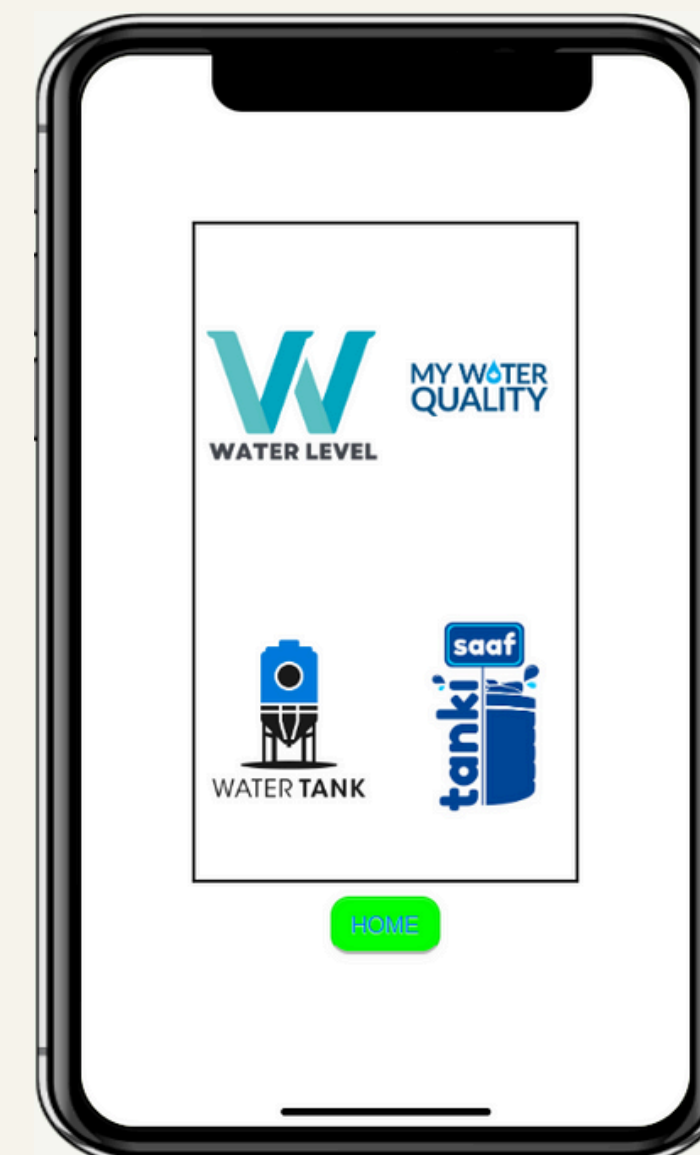 WATER LEVEL
MY WATER
QUALITY
WATER TANK
saaf
tanki
HOME